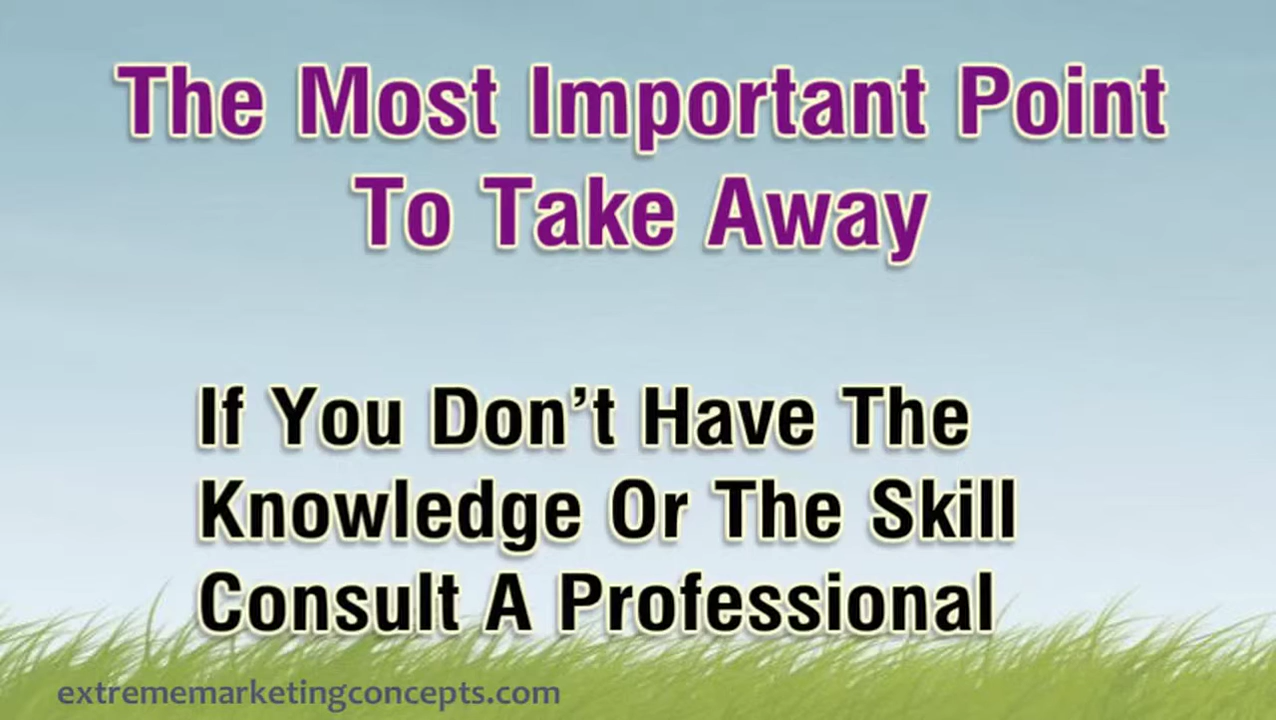 The Most Important Point
To Take Away
If You Don’t Have The
Knowledge Or The Skill
Consult A Professional
extrememarketingconcepts.com